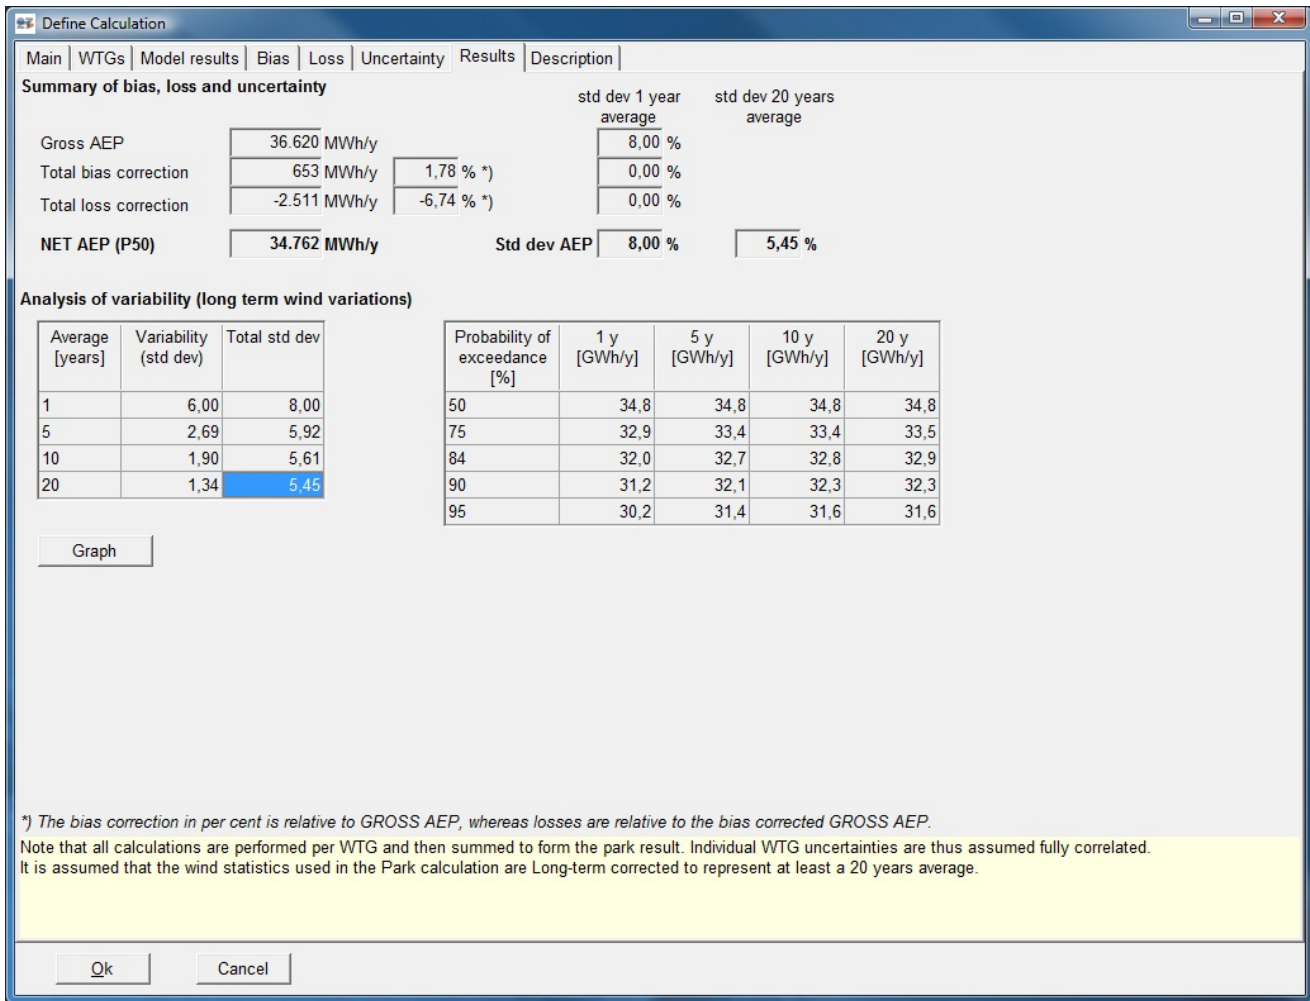 Define Calculation
Main WTGs Model results Bias Loss Uncertainty Results Description
Summary of bias, loss and uncertainty
std dev 1 year average
std dev 20 years average
Gross AEP 36.620 MWh/y 8,00 %
Total bias correction 653 MWh/y 1,78 % *) 0,00 %
Total loss correction -2.511 MWh/y -6,74 % *) 0,00 %
NET AEP (P50) 34.762 MWh/y Std dev AEP 8,00 % 5,45 %
Analysis of variability (long term wind variations)
Average [years] Variability (std dev) Total std dev
1 6,00 8,00
5 2,69 5,92
10 1,90 5,61
20 1,34 5,45
Probability of exceedance [%] 1 y [GWh/y] 5 y [GWh/y] 10 y [GWh/y] 20 y [GWh/y]
50 34,8 34,8 34,8 34,8
75 32,9 33,4 33,4 33,5
84 32,0 32,7 32,8 32,9
90 31,2 32,1 32,3 32,3
95 30,2 31,4 31,6 31,6
Graph
*) The bias correction in per cent is relative to GROSS AEP, whereas losses are relative to the bias corrected GROSS AEP.
Note that all calculations are performed per WTG and then summed to form the park result. Individual WTG uncertainties are thus assumed fully correlated.
It is assumed that the wind statistics used in the Park calculation are Long-term corrected to represent at least a 20 years average.
Ok Cancel